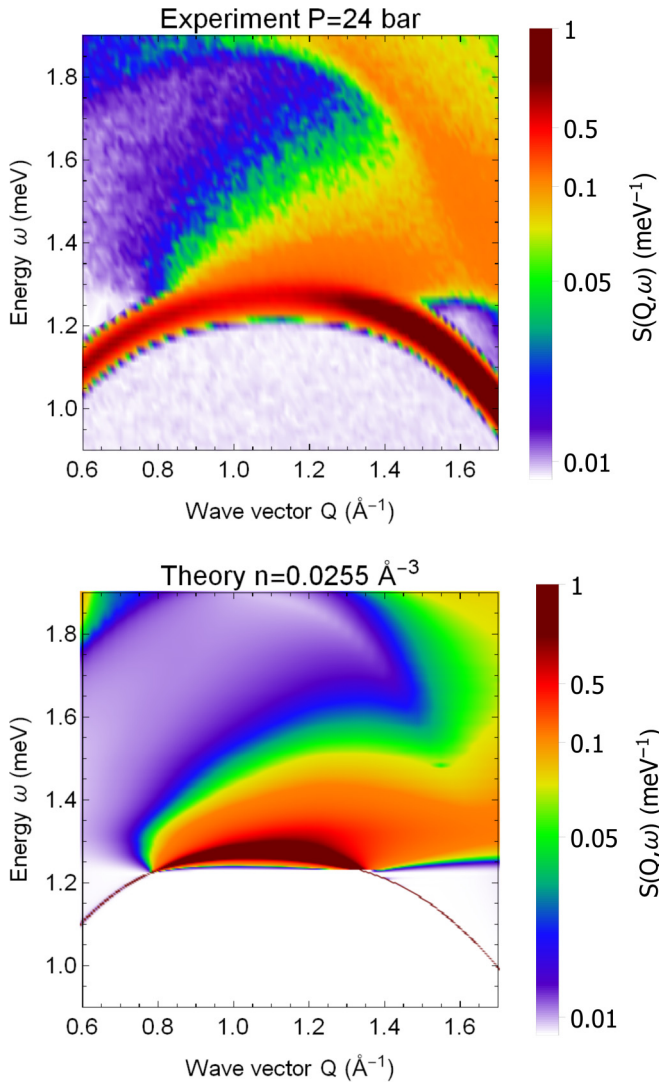 Experiment P=24 bar
1.8
1.6
1.4
1.2
1.0
Energy ω (meV)
0.6 0.8 1.0 1.2 1.4 1.6
Wave vector Q (Å⁻¹)
1
0.5
0.1
0.05
0.01
S(Q,ω) (meV⁻¹)
Theory n=0.0255 Å⁻³
1.8
1.6
1.4
1.2
1.0
Energy ω (meV)
0.6 0.8 1.0 1.2 1.4 1.6
Wave vector Q (Å⁻¹)
1
0.5
0.1
0.05
0.01
S(Q,ω) (meV⁻¹)